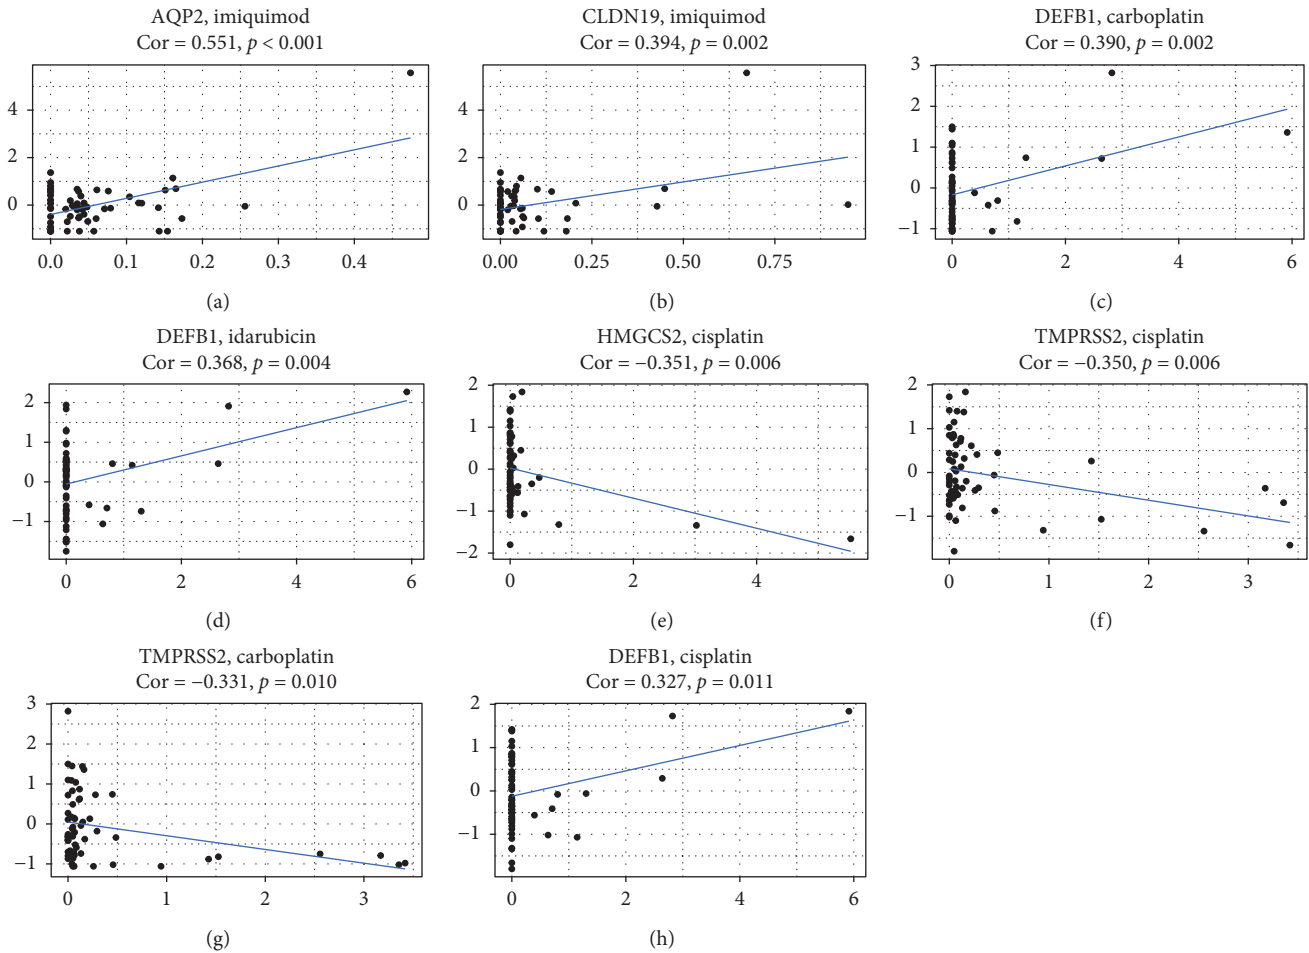 AQP2, imiquimod
Cor = 0.551, p < 0.001
4
2
0
0.0 0.1 0.2 0.3 0.4
(a)
CLDN19, imiquimod
Cor = 0.394, p = 0.002
4
2
0
0.00 0.25 0.50 0.75
(b)
DEFB1, carboplatin
Cor = 0.390, p = 0.002
3
2
1
0
−1
0 2 4 6
(c)
DEFB1, idarubicin
Cor = 0.368, p = 0.004
2
1
0
−1
0 2 4 6
(d)
HMGCS2, cisplatin
Cor = −0.351, p = 0.006
2
0
−2
0 2 4
(e)
TMPRSS2, cisplatin
Cor = −0.350, p = 0.006
2
1
0
−1
0 1 2 3
(f)
TMPRSS2, carboplatin
Cor = −0.331, p = 0.010
3
2
1
0
−1
0 1 2 3
(g)
DEFB1, cisplatin
Cor = 0.327, p = 0.011
2
1
0
−1
0 2 4 6
(h)